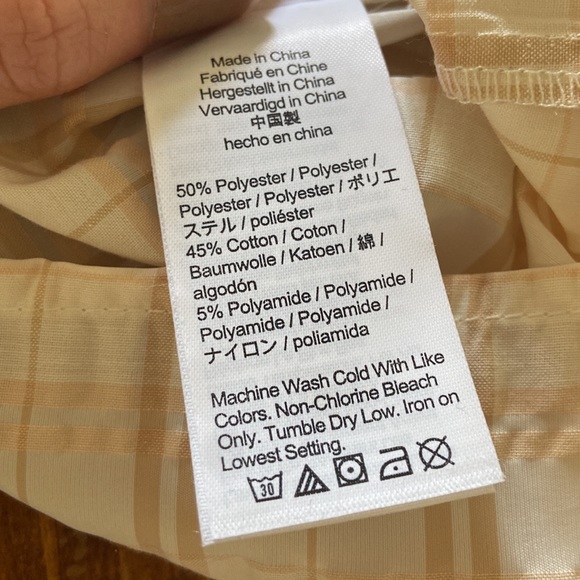 Made in China
Fabriqué en Chine
Hergestellt in China
Vervaardigd in China
中国製
hecho en china
50% Polyester / Polyester /
Polyester / Polyester / ポリエ
ステル / poliéster
45% Cotton / Coton /
Baumwolle / Katoen / 綿 /
algodón
5% Polyamide / Polyamide /
Polyamide / Polyamide /
ナイロン / poliamida
Machine Wash Cold With Like
Colors. Non-Chlorine Bleach
Only. Tumble Dry Low. Iron on
Lowest Setting.
30